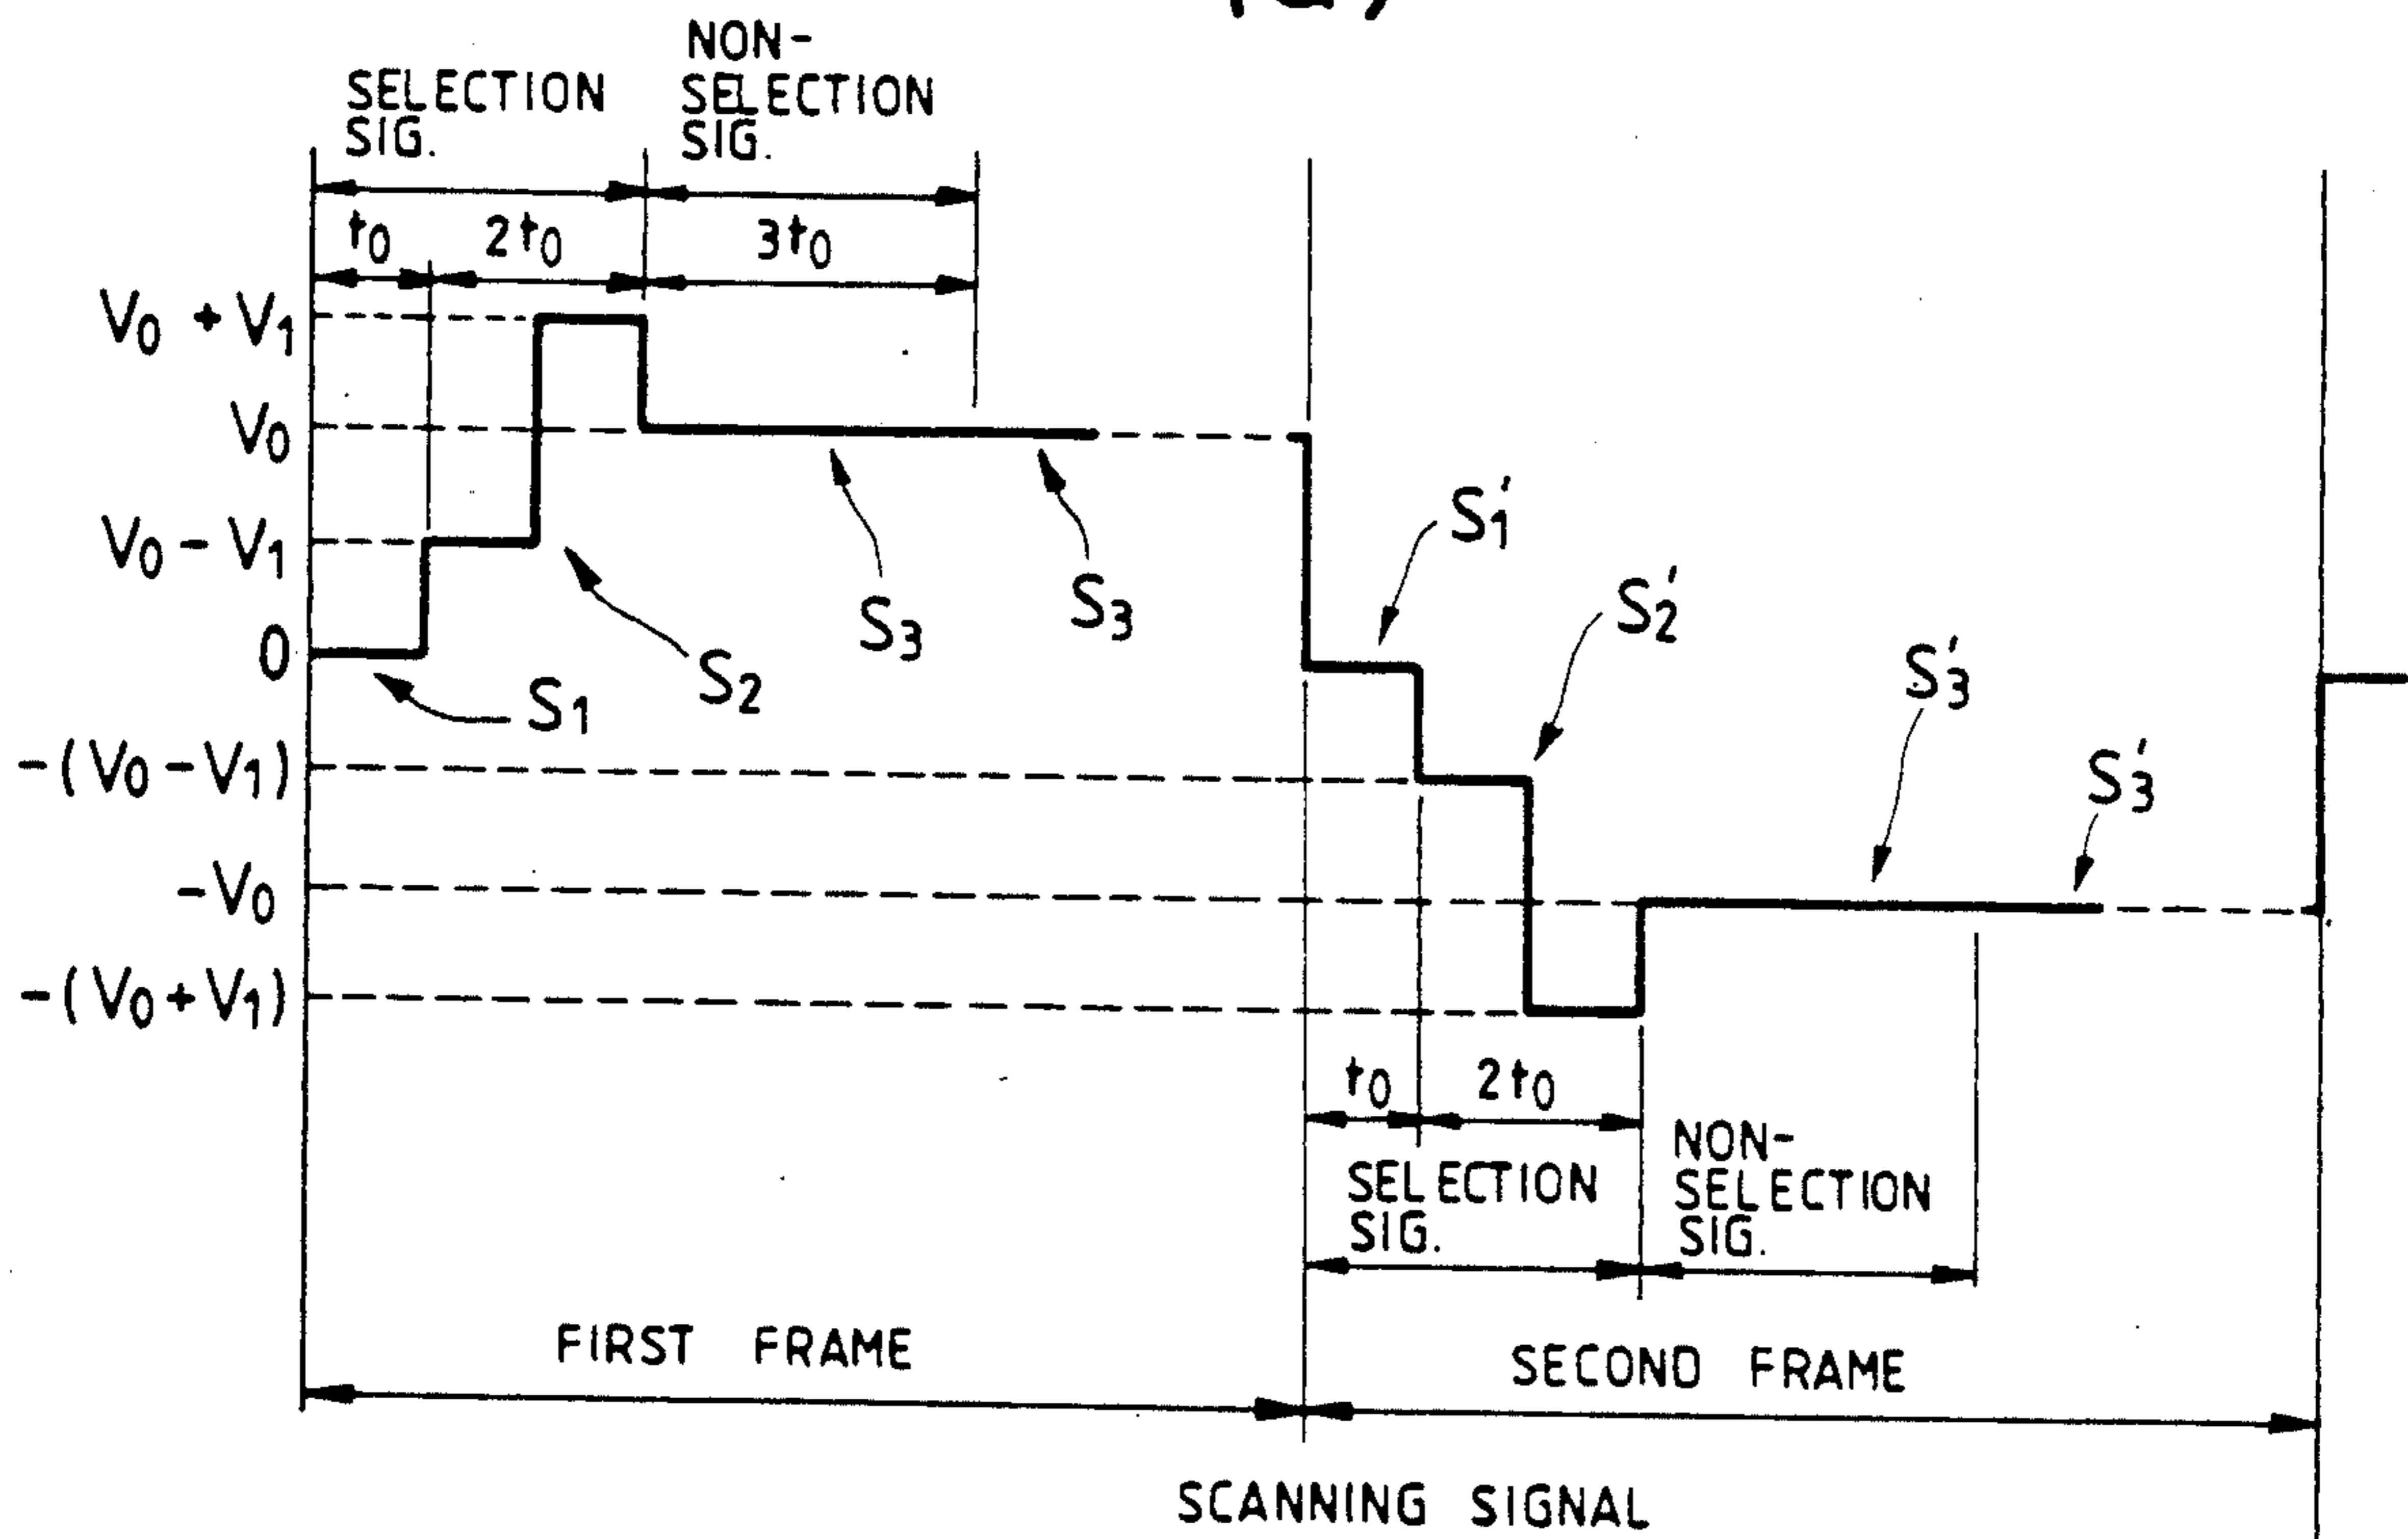 (a)
SELECTION
SIG.
NON-
SELECTION
SIG.
t0
2t0
3t0
V0 + V1
V0
V0 - V1
0
-(V0 - V1)
-V0
-(V0 + V1)
S1
S2
S3
S3
S1'
S2'
S3'
S3'
t0
2t0
SELECTION
SIG.
NON-
SELECTION
SIG.
FIRST FRAME
SECOND FRAME
SCANNING SIGNAL